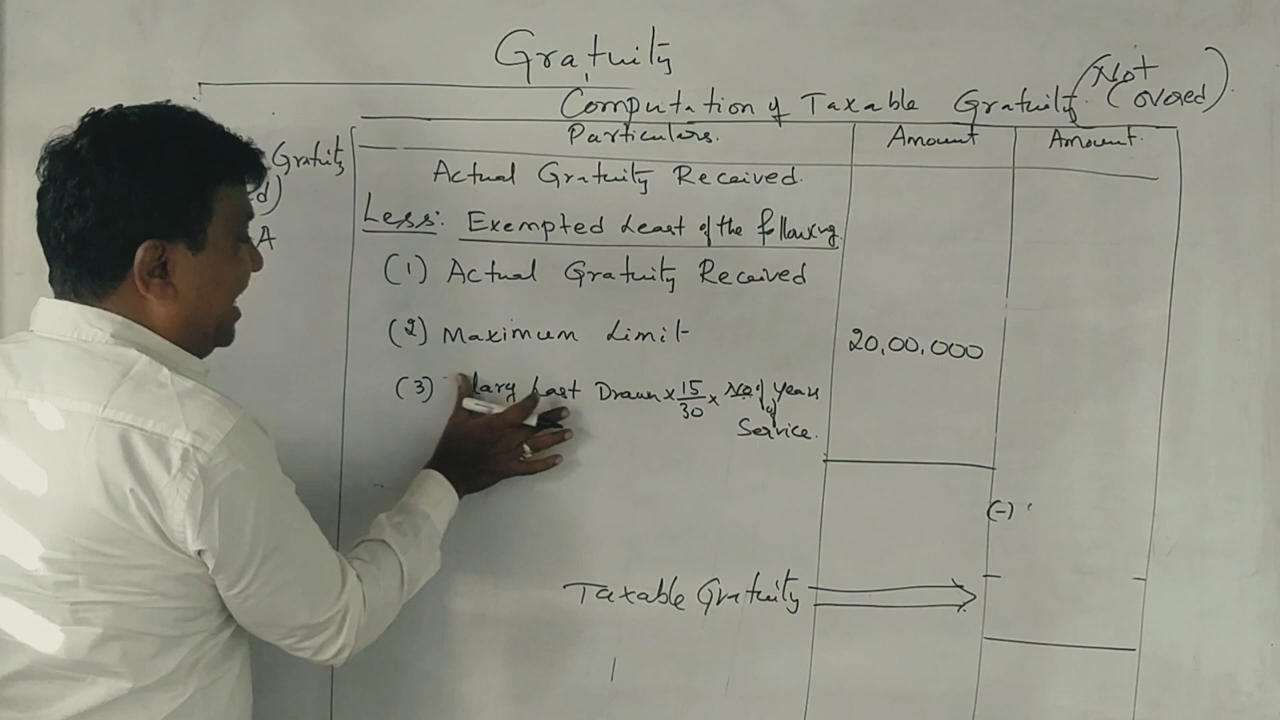 Gratuity
Computation of Taxable Gratuity (Not Covered)
Gratuity
d)
A
Particulars. Amount Amount.
Actual Gratuity Received.
Less: Exempted Least of the following
(1) Actual Gratuity Received
(2) Maximum Limit 20,00,000
(3) lary Last Drawn x 15/30 x No of Years of Service.
(-)
Taxable Gratuity